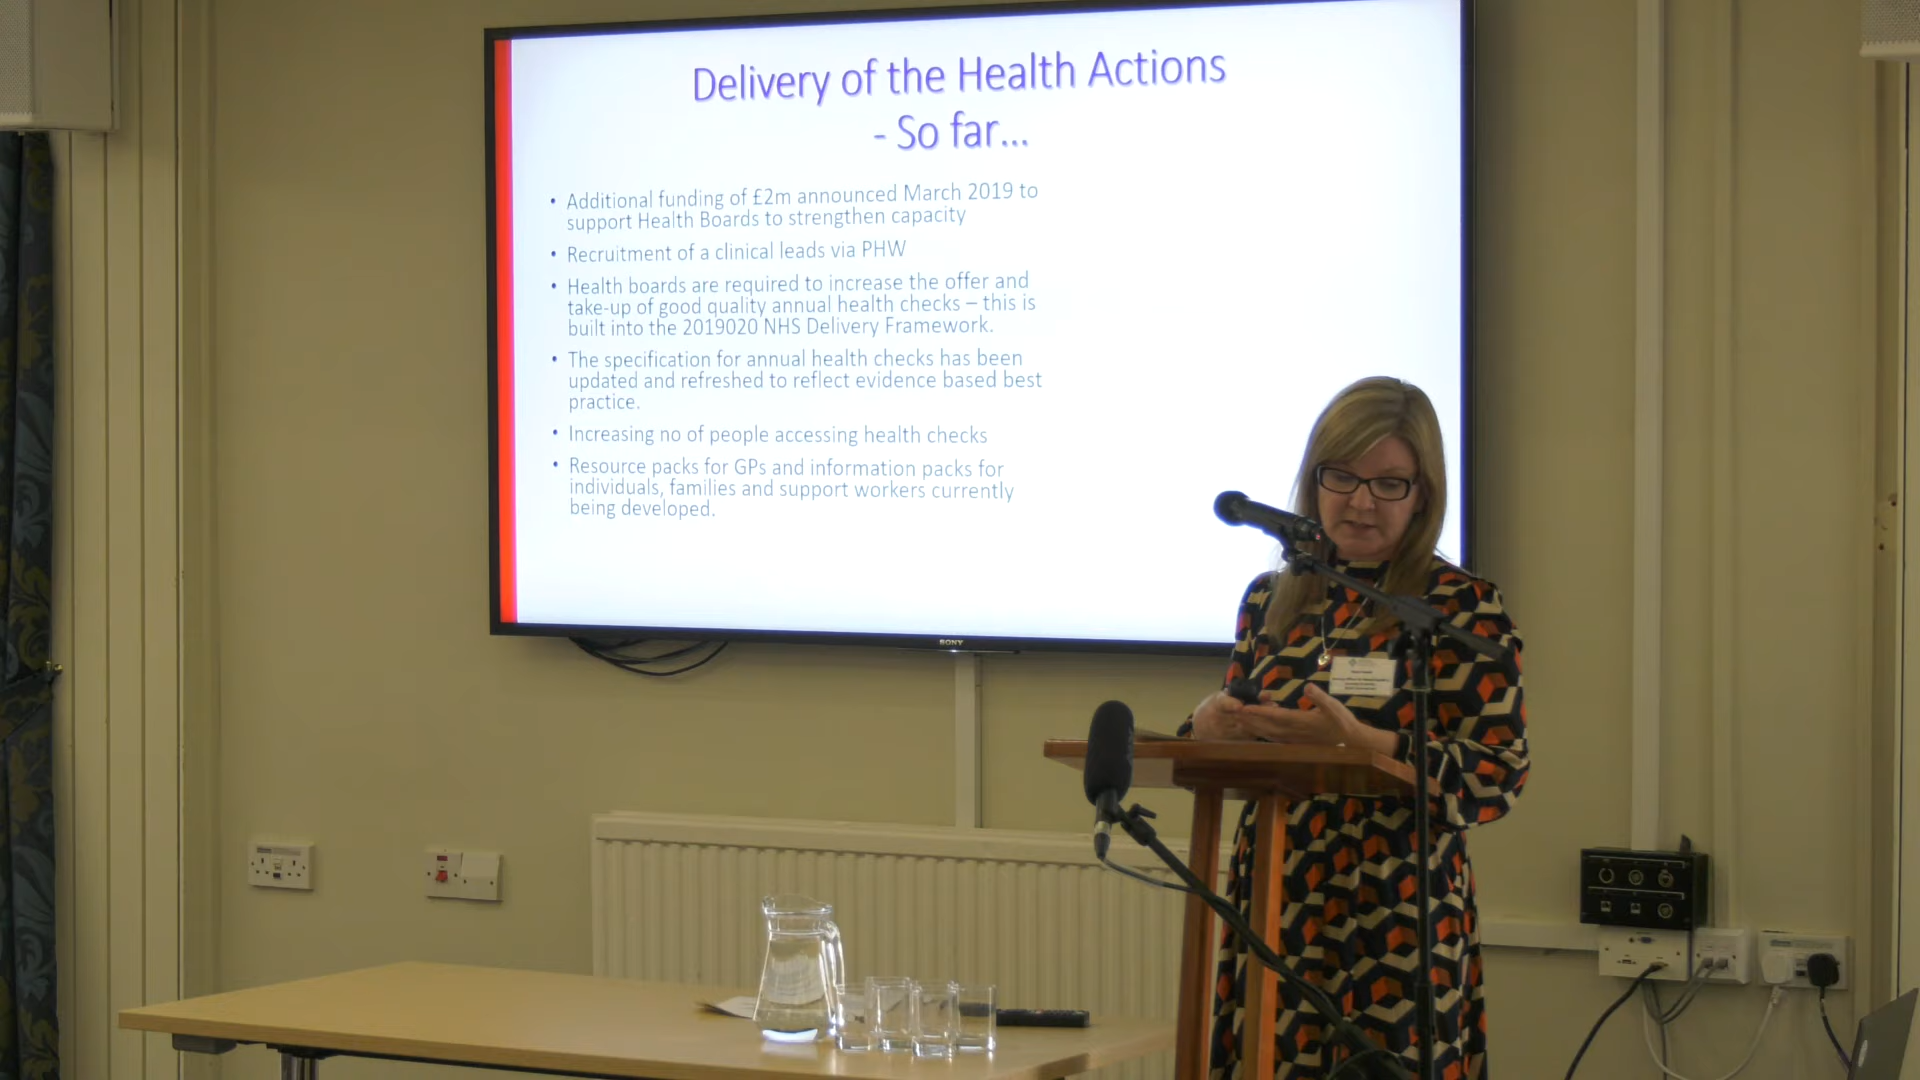 Delivery of the Health Actions
- So far...
• Additional funding of £2m announced March 2019 to
support Health Boards to strengthen capacity
• Recruitment of a clinical leads via PHW
• Health boards are required to increase the offer and
take-up of good quality annual health checks – this is
built into the 2019020 NHS Delivery Framework.
• The specification for annual health checks has been
updated and refreshed to reflect evidence based best
practice.
• Increasing no of people accessing health checks
• Resource packs for GPs and information packs for
individuals, families and support workers currently
being developed.
SONY